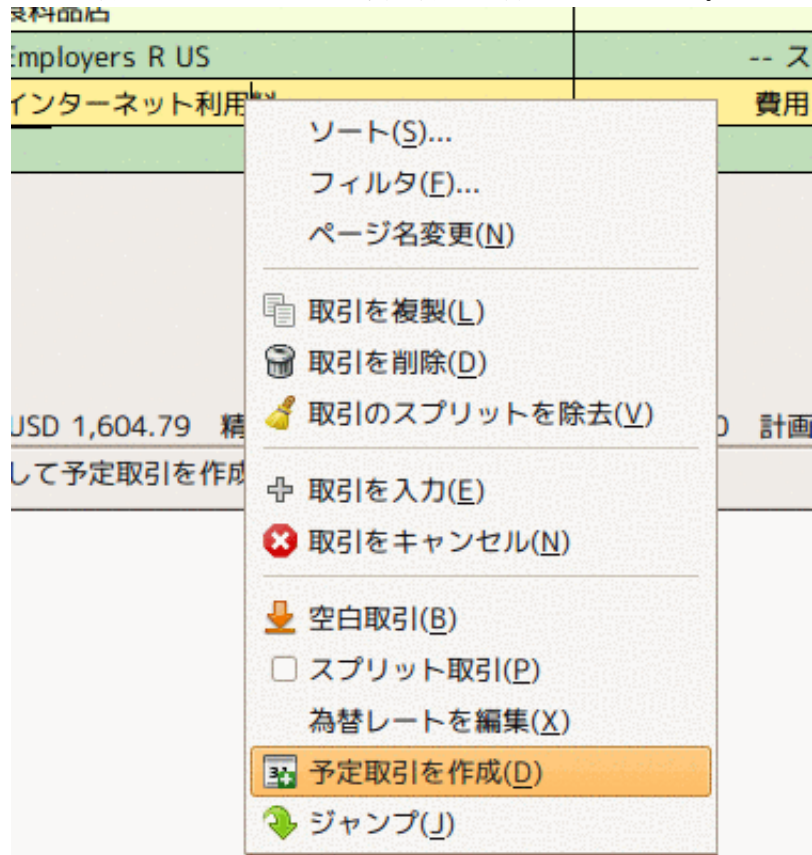 食料品店
Employers R US
-- ス
インターネット利用料
費用
ソート(S)...
フィルタ(F)...
ページ名変更(N)
取引を複製(L)
取引を削除(D)
取引のスプリットを除去(V)
USD 1,604.79 精
計画
して予定取引を作成
取引を入力(E)
取引をキャンセル(N)
空白取引(B)
スプリット取引(P)
為替レートを編集(X)
予定取引を作成(D)
ジャンプ(J)